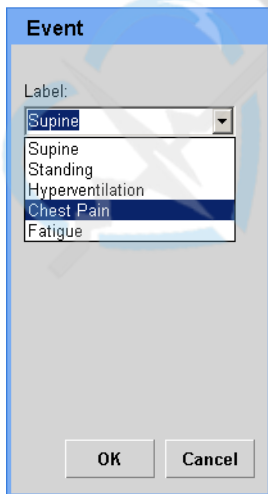 Event
Label:
Supine
Supine
Standing
Hyperventilation
Chest Pain
Fatigue
OK Cancel